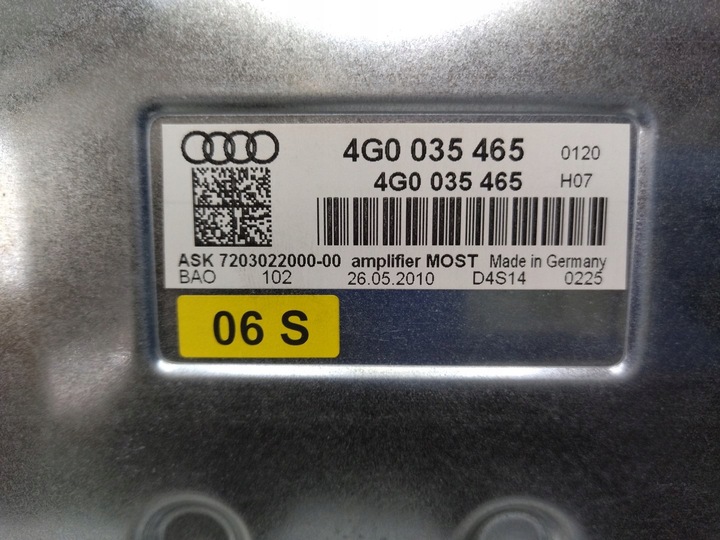 4G0 035 465 0120
4G0 035 465 H07
ASK 7203022000-00 amplifier MOST Made in Germany
BAO 102 26.05.2010 D4S14 0225
06 S